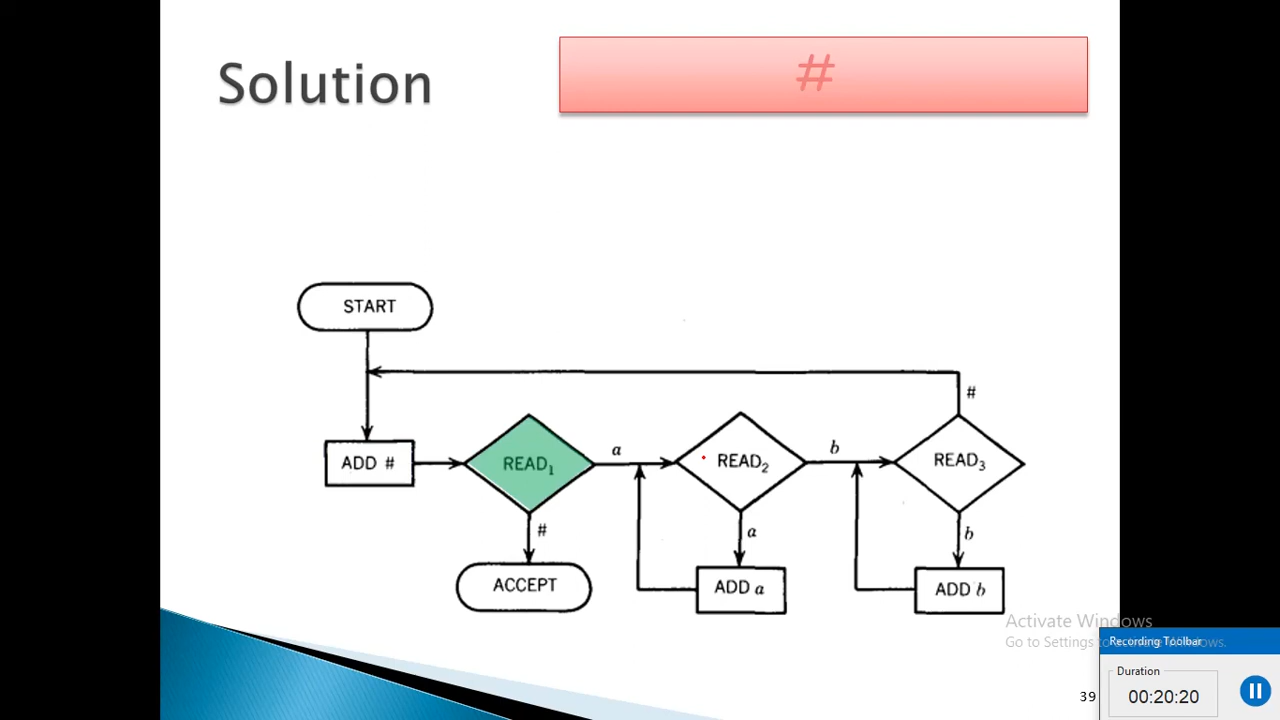 Solution
#
START
#
ADD #
READ1
a
READ2
b
READ3
#
a
b
ACCEPT
ADD a
ADD b
Activate Windows
Go to Settings to activate Windows.
Recording Toolbar
Duration
39
00:20:20